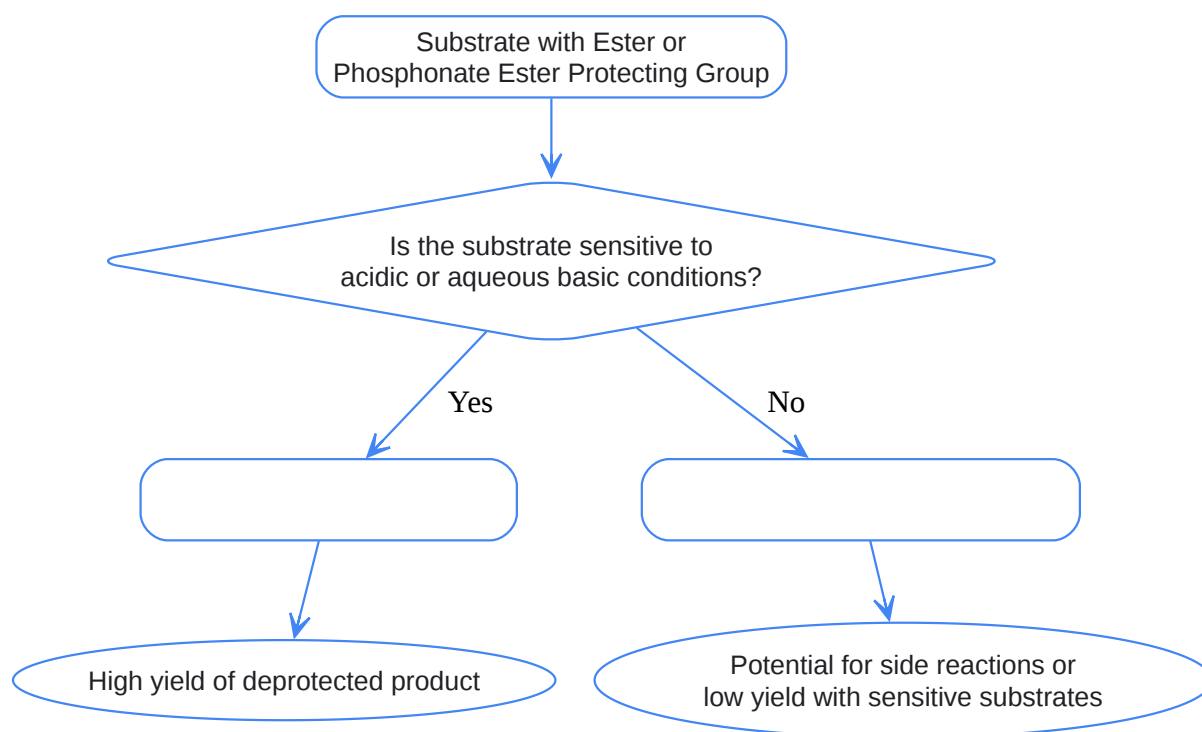 Substrate with Ester or
Phosphonate Ester Protecting Group
Is the substrate sensitive to
acidic or aqueous basic conditions?
Yes
No
High yield of deprotected product
Potential for side reactions or
low yield with sensitive substrates